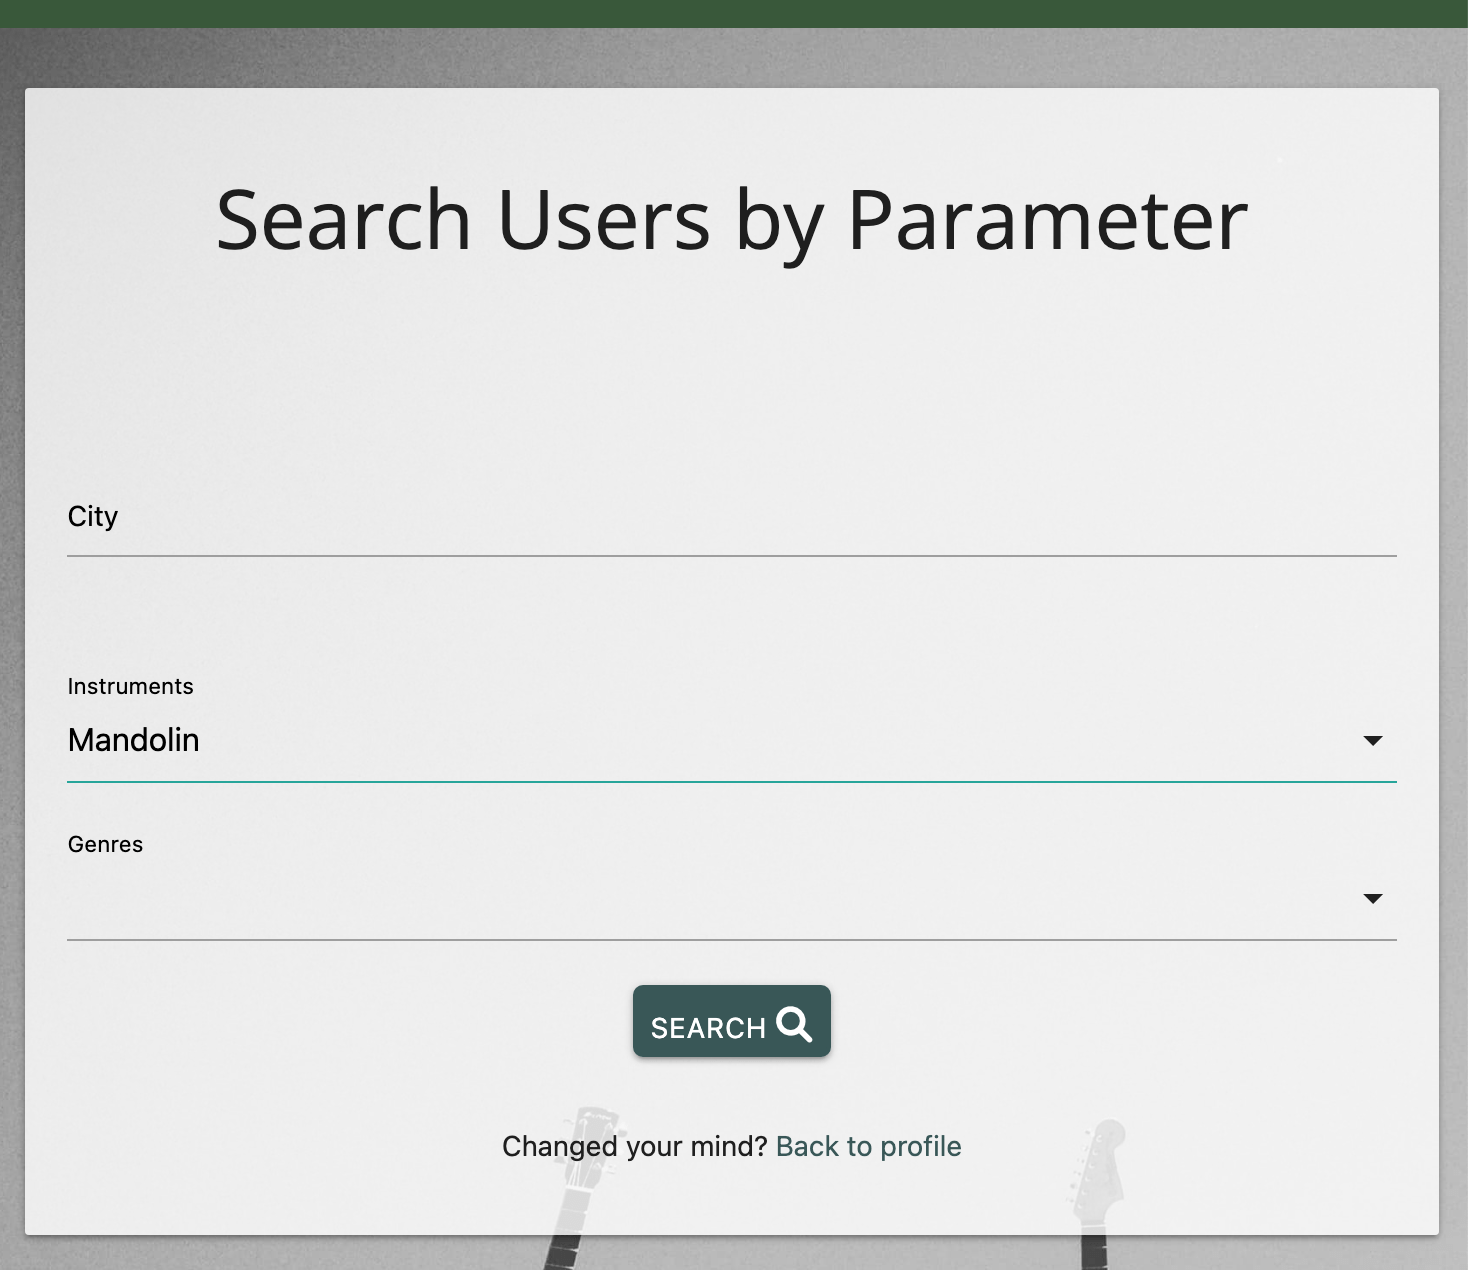 Search Users by Parameter
City
Instruments
Mandolin
Genres
SEARCH
Changed your mind? Back to profile